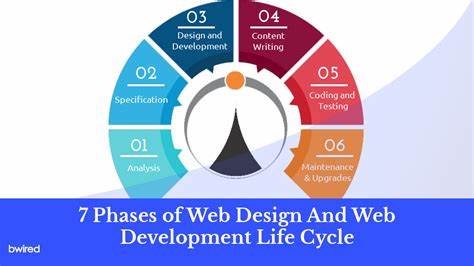 03
Design and
Development
04
Content
Writing
02
Specification
05
Coding and
Testing
01
Analysis
06
Maintenance
& Upgrades
7 Phases of Web Design And Web
Development Life Cycle
bwired